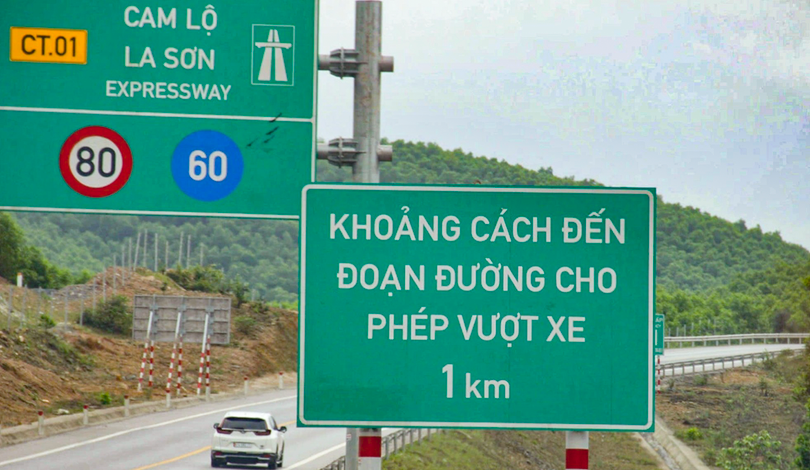 CT.01
CAM LỘ
LA SƠN
EXPRESSWAY
80
60
KHOẢNG CÁCH ĐẾN
ĐOẠN ĐƯỜNG CHO
PHÉP VƯỢT XE
1 km